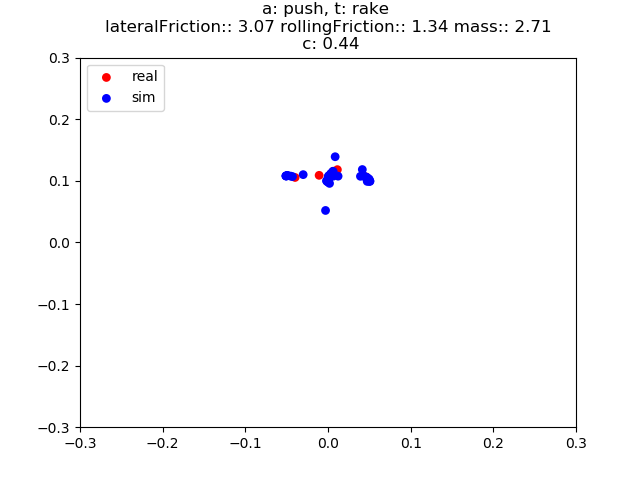 a: push, t: rake
lateralFriction:: 3.07 rollingFriction:: 1.34 mass:: 2.71
c: 0.44
real
sim
0.3
0.2
0.1
0.0
−0.1
−0.2
−0.3
−0.3
−0.2
−0.1
0.0
0.1
0.2
0.3